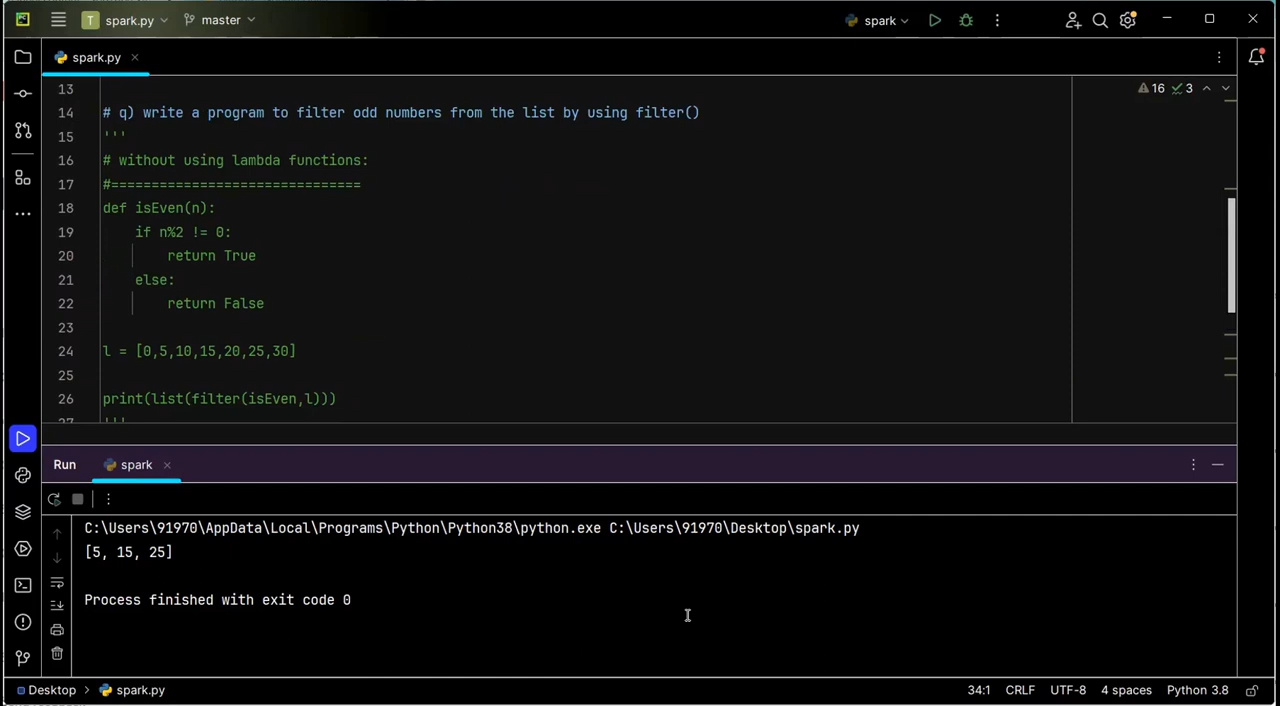 T spark.py master spark
spark.py
13
14 # q) write a program to filter odd numbers from the list by using filter()
15 '''
16 # without using lambda functions:
17 #===============================
18 def isEven(n):
19 if n%2 != 0:
20 return True
21 else:
22 return False
23
24 l = [0,5,10,15,20,25,30]
25
26 print(list(filter(isEven,l)))
27 '''
16 3
Run spark
C:\Users\91970\AppData\Local\Programs\Python\Python38\python.exe C:\Users\91970\Desktop\spark.py
[5, 15, 25]
Process finished with exit code 0
Desktop > spark.py 34:1 CRLF UTF-8 4 spaces Python 3.8